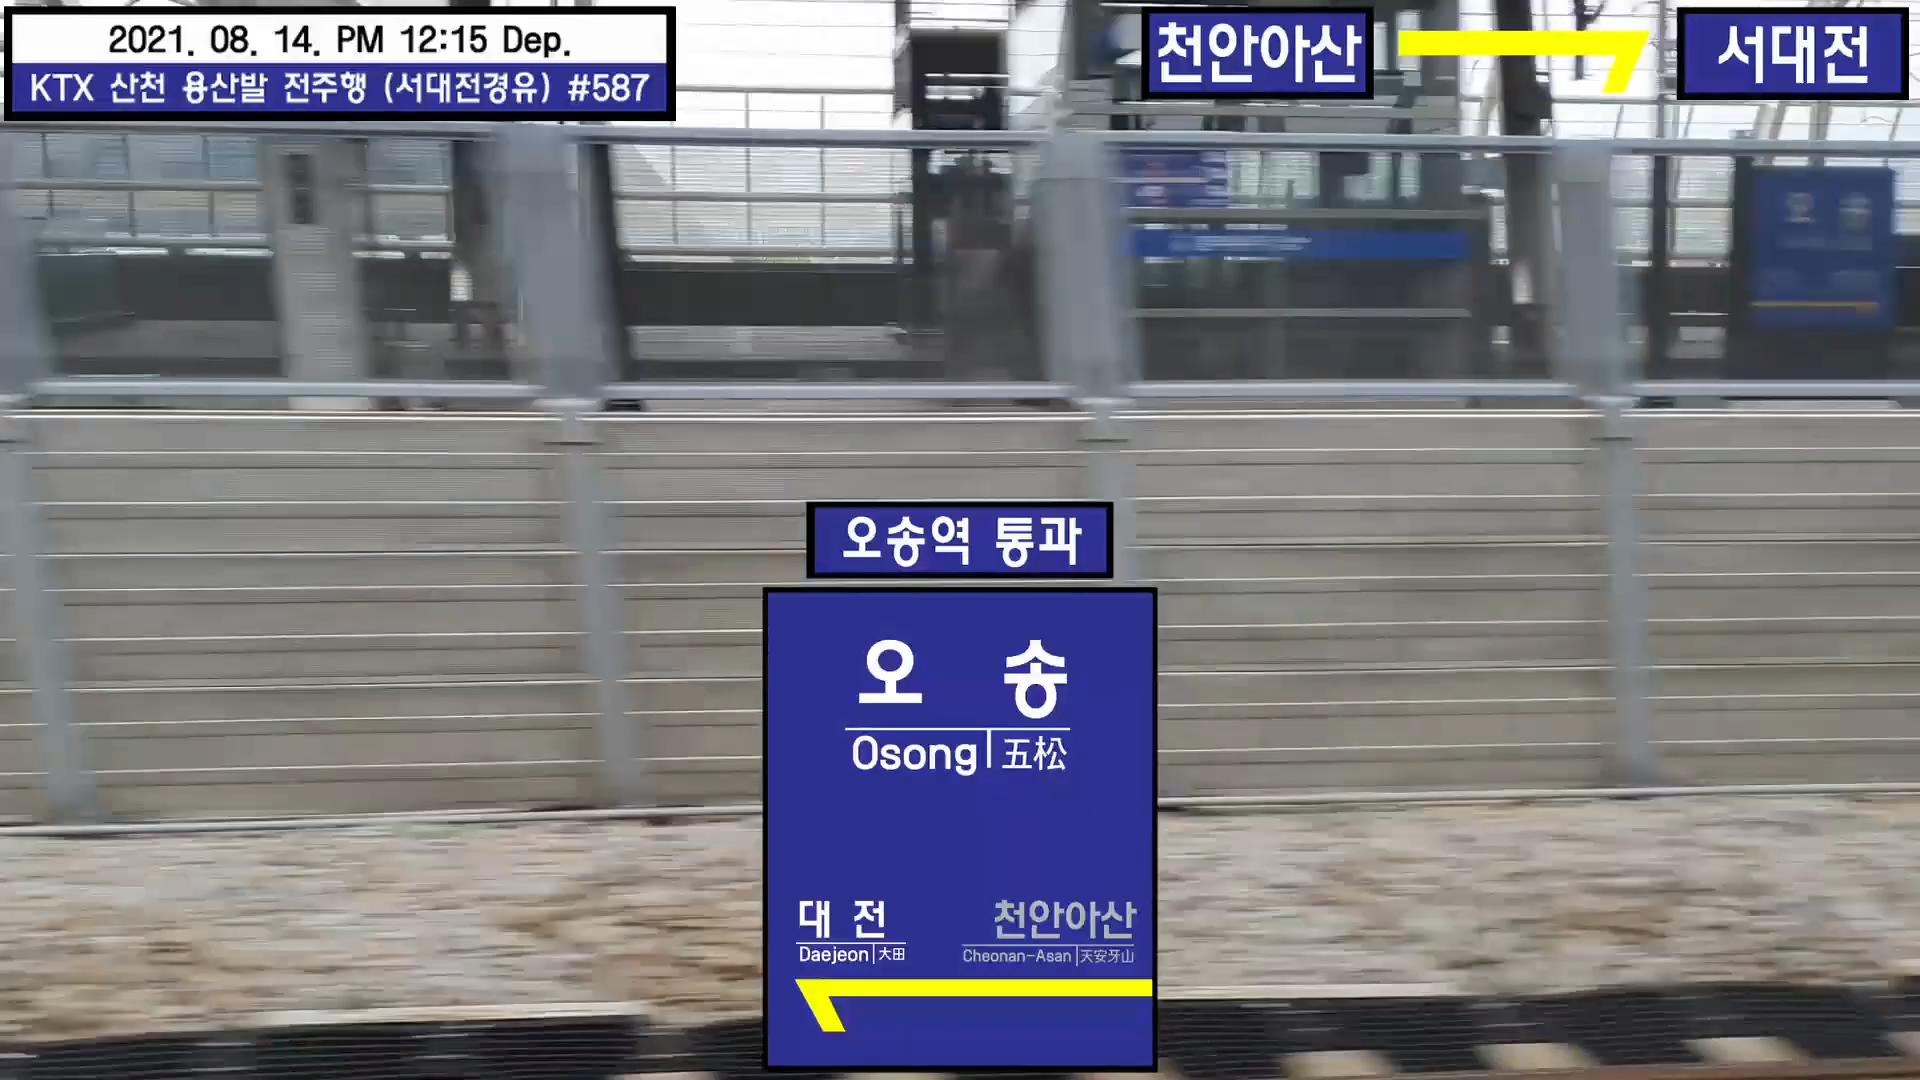 2021. 08. 14. PM 12:15 Dep.
KTX 산천 용산발 전주행 (서대전경유) #587
천안아산
서대전
오송역 통과
오 송
Osong 五松
대 전
Daejeon 大田
천안아산
Cheonan-Asan 天安牙山
오 송